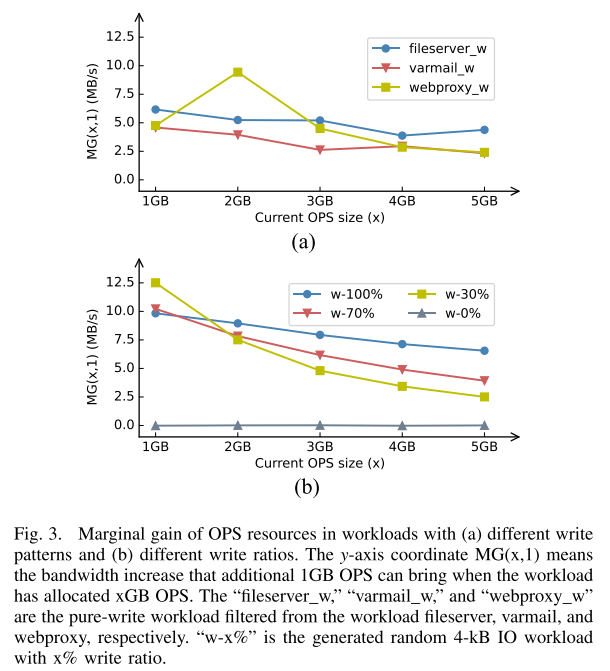 12.5
10.0
7.5
5.0
2.5
0.0
MG(x,1) (MB/s)
fileserver_w
varmail_w
webproxy_w
1GB 2GB 3GB 4GB 5GB
Current OPS size (x)
(a)
12.5
10.0
7.5
5.0
2.5
0.0
MG(x,1) (MB/s)
w-100% w-30%
w-70% w-0%
1GB 2GB 3GB 4GB 5GB
Current OPS size (x)
(b)
Fig. 3. Marginal gain of OPS resources in workloads with (a) different write
patterns and (b) different write ratios. The y-axis coordinate MG(x,1) means
the bandwidth increase that additional 1GB OPS can bring when the workload
has allocated xGB OPS. The “fileserver_w,” “varmail_w,” and “webproxy_w”
are the pure-write workload filtered from the workload fileserver, varmail, and
webproxy, respectively. “w-x%” is the generated random 4-kB IO workload
with x% write ratio.